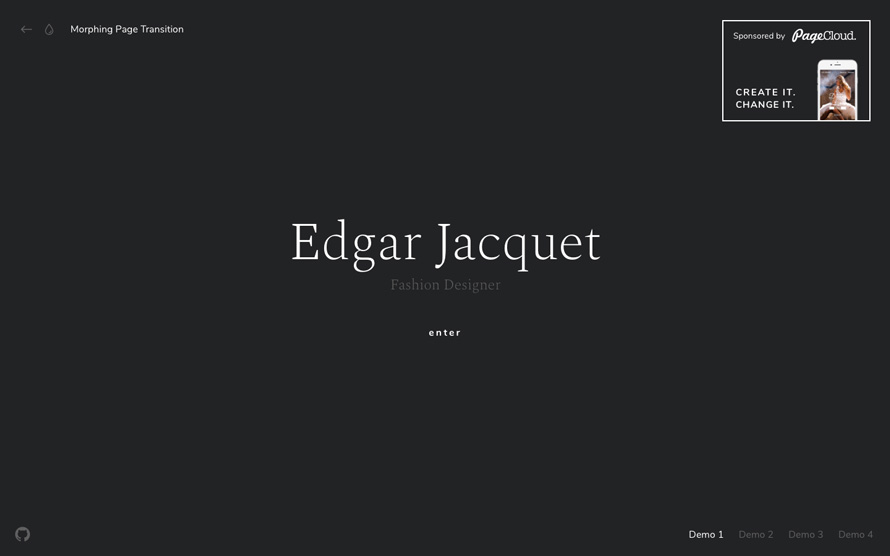 Morphing Page Transition
Sponsored by PageCloud.
CREATE IT.
CHANGE IT.
Edgar Jacquet
Fashion Designer
enter
Demo 1 Demo 2 Demo 3 Demo 4